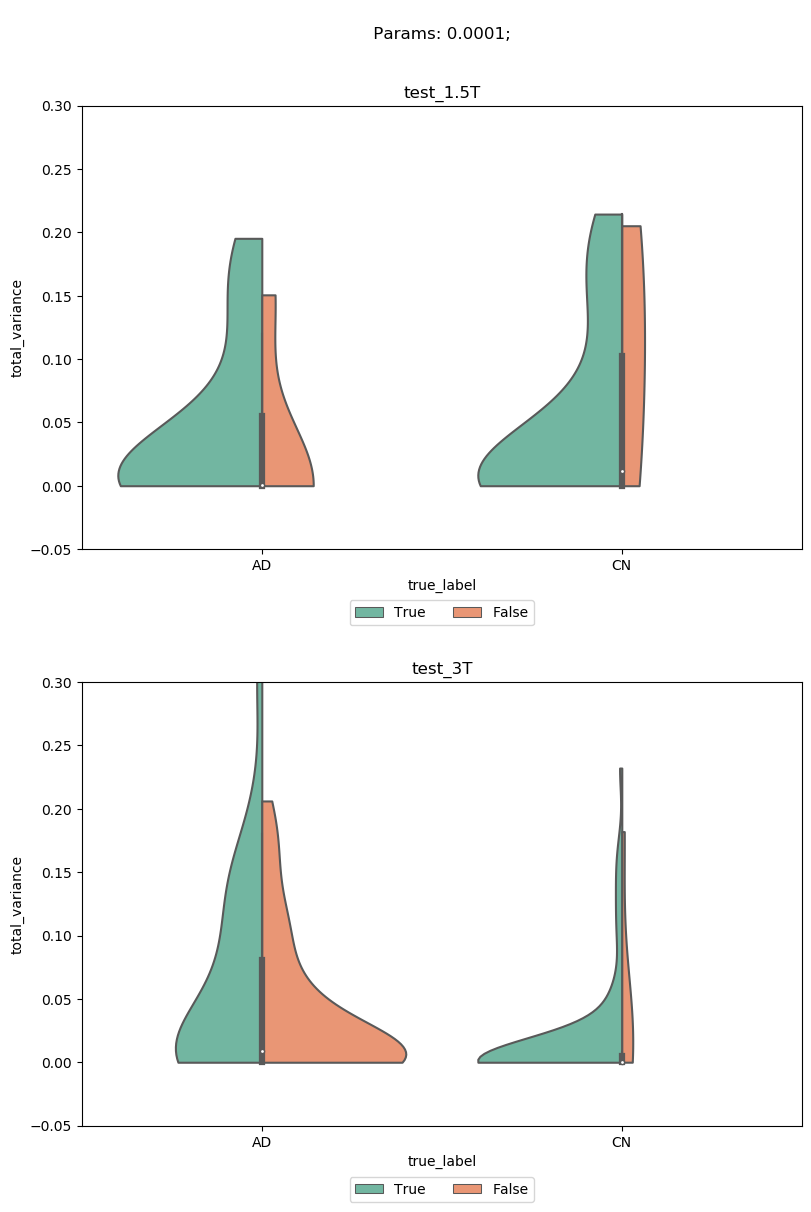 Params: 0.0001;
test_1.5T
0.30
0.25
0.20
0.15
0.10
0.05
0.00
−0.05
total_variance
AD CN
true_label
True False
test_3T
0.30
0.25
0.20
0.15
0.10
0.05
0.00
−0.05
total_variance
AD CN
true_label
True False